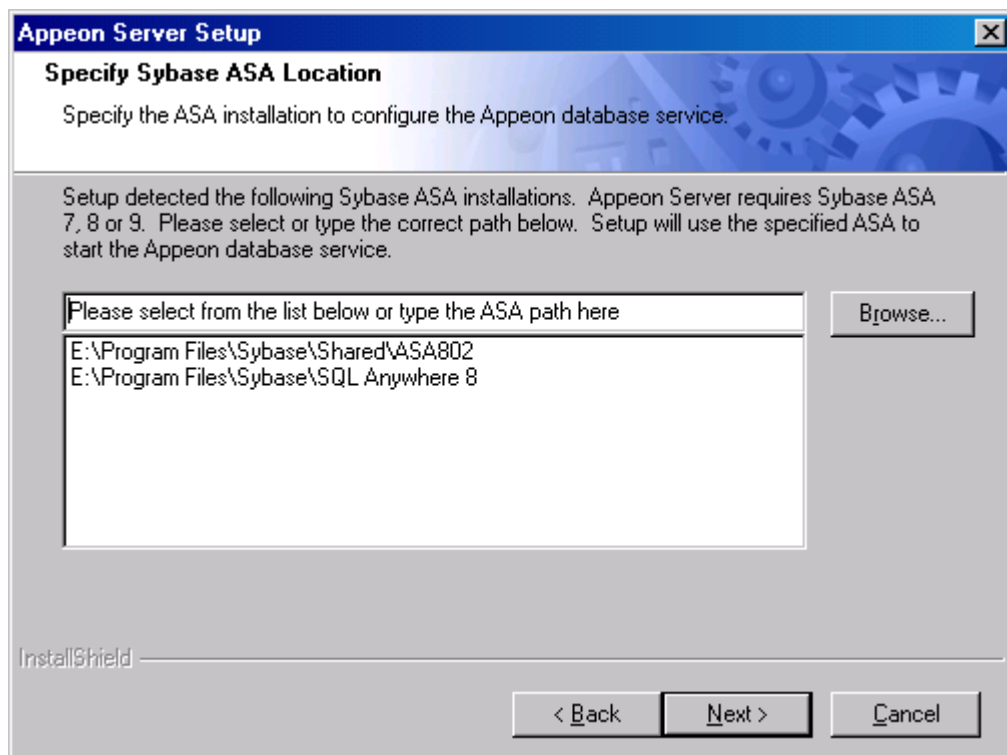 Appeon Server Setup
Specify Sybase ASA Location
Specify the ASA installation to configure the Appeon database service.
Setup detected the following Sybase ASA installations. Appeon Server requires Sybase ASA
7, 8 or 9. Please select or type the correct path below. Setup will use the specified ASA to
start the Appeon database service.
Please select from the list below or type the ASA path here
Browse...
E:\Program Files\Sybase\Shared\ASA802
E:\Program Files\Sybase\SQL Anywhere 8
InstallShield
< Back
Next >
Cancel